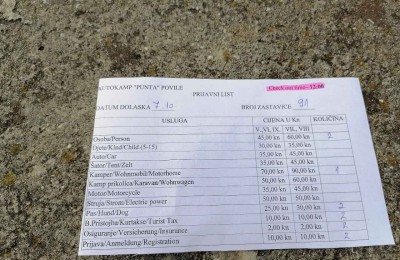 AUTOKAMP "PUNTA" POVILE
Check out time - 12:00
PRIJAVNI LIST
DATUM DOLASKA 7
BROJ ZASTAVICE 91
USLUGA CIJENA U Kn KOLIČINA
V., VI, IX. VII., VIII
Osoba/Person 45,00 kn 60,00 kn 2
Djete/Kind/Child (5-15) 30,00 kn 35,00 kn
Auto/Car 35,00 kn 45,00 kn
Šator/Tent/Zelt 35,00 kn 45,00 kn
Kamper/Wohnmobil/Motorhome 70,00 kn 90,00 kn 1
Kamp prikolica/Karavan/Wohnwagen 50,00 kn 60,00 kn
Motor/Motorcycle 35,00 kn 45,00 kn
Struja/Strom/Electric power 50,00 kn 50,00 kn
Pas/Hund/Dog 25,00 kn 30,00 kn 2
B.Pristojba/Kurtakse/Turist Tax 10,00 kn 10,00 kn 2
Osiguranje/Versicherung/Insurance 2,00 kn 2,00 kn
Prijava/Anmeldung/Registration 10,00 kn 10,00 kn 2